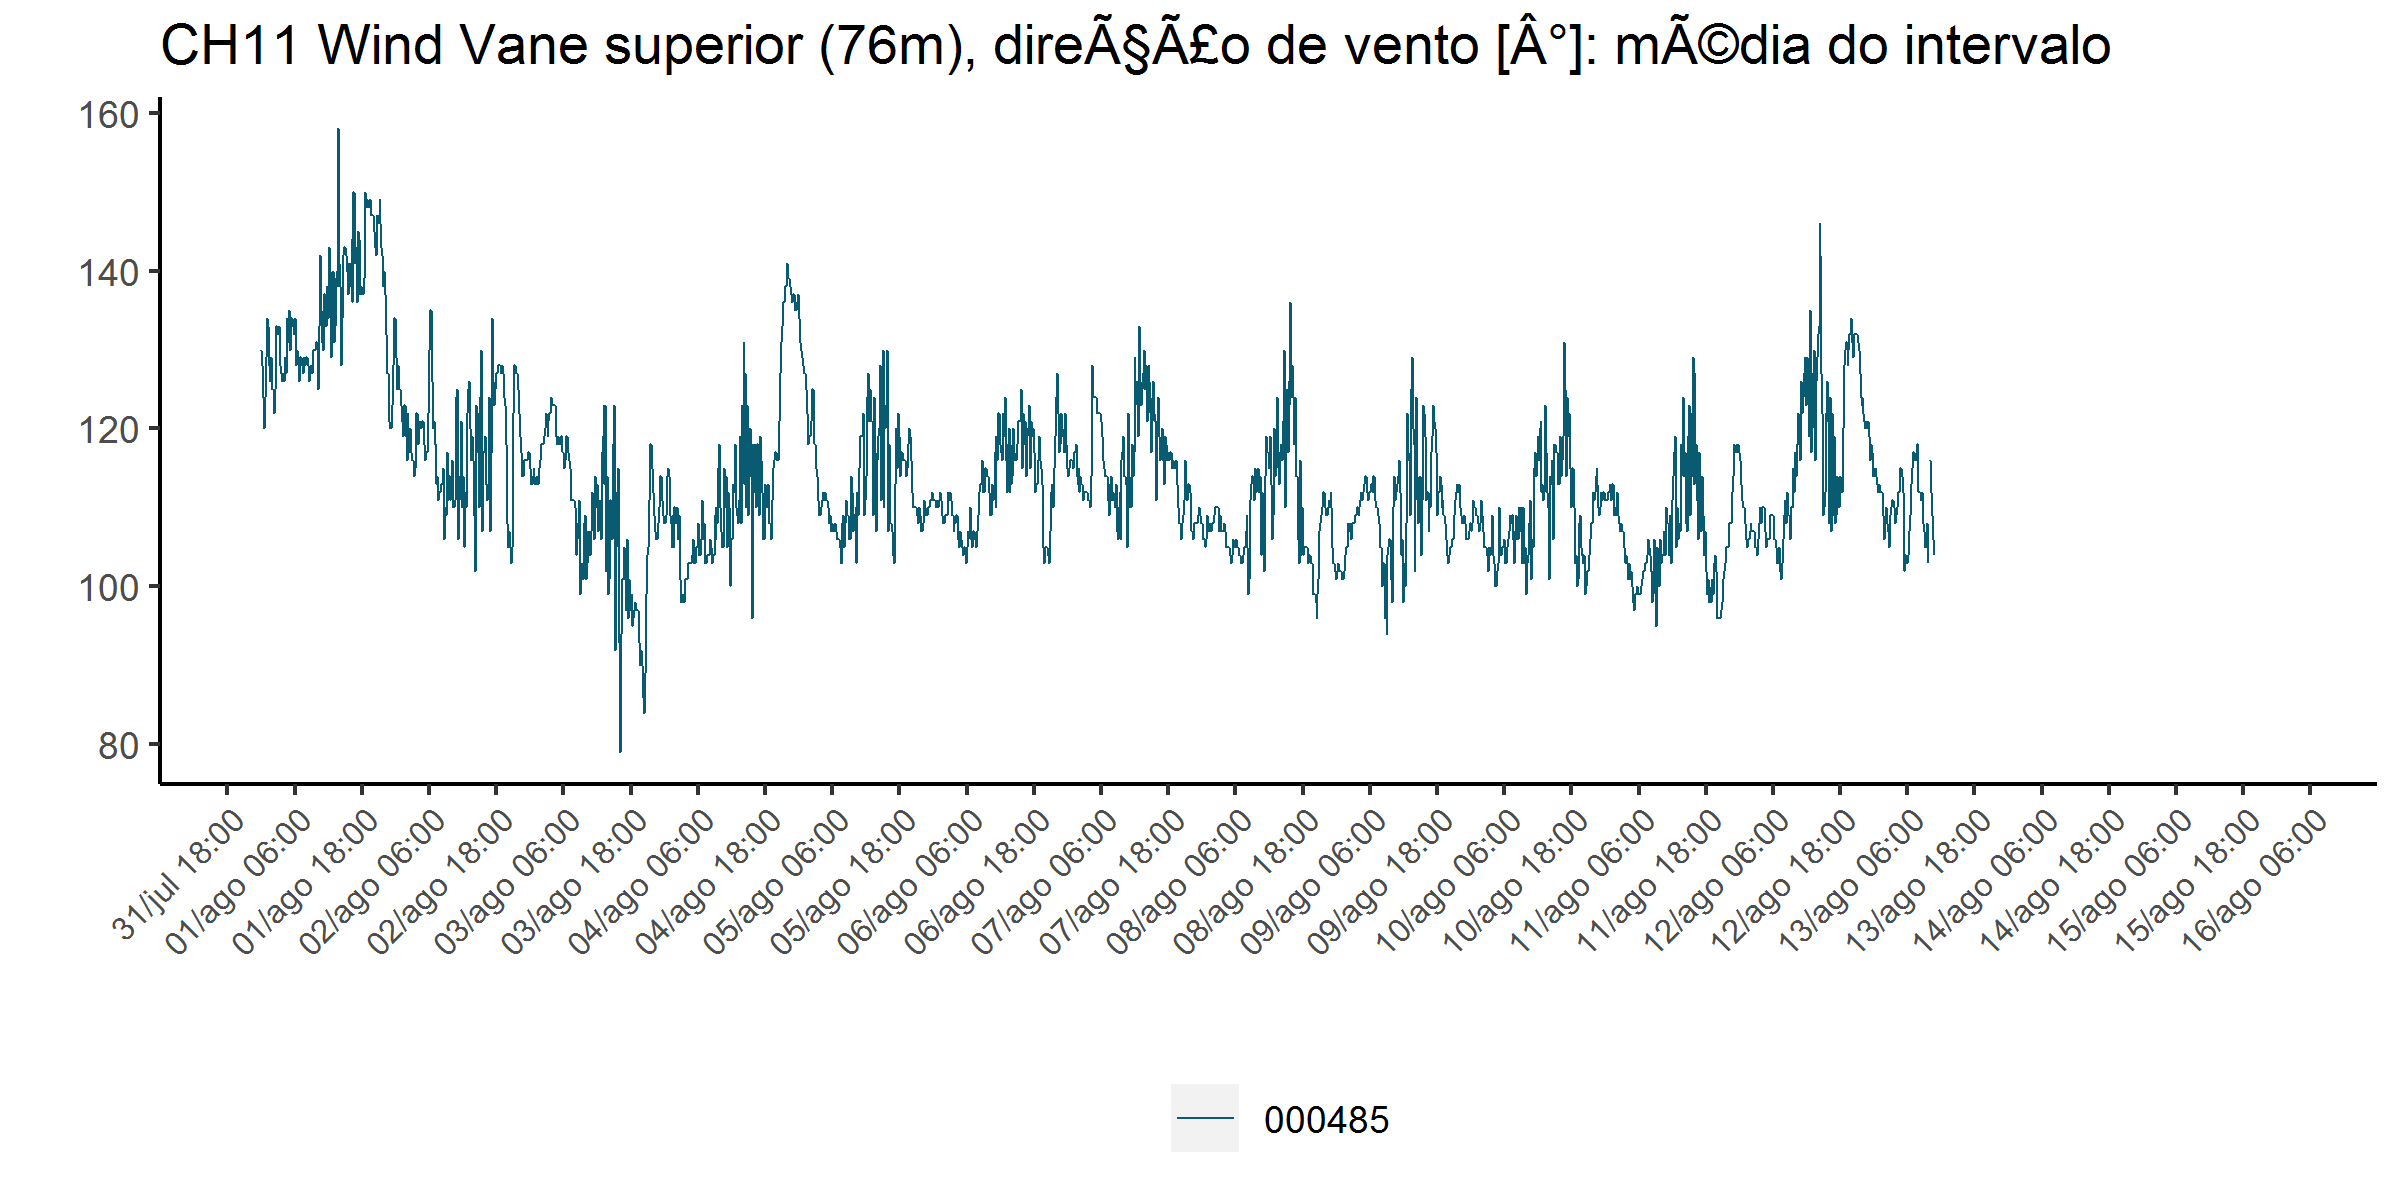 CH11 Wind Vane superior (76m), direÃ§Ã£o de vento [Â°]: mÃ©dia do intervalo
160
140
120
100
80
31/jul 18:00
01/ago 06:00
01/ago 18:00
02/ago 06:00
02/ago 18:00
03/ago 06:00
03/ago 18:00
04/ago 06:00
04/ago 18:00
05/ago 06:00
05/ago 18:00
06/ago 06:00
06/ago 18:00
07/ago 06:00
07/ago 18:00
08/ago 06:00
08/ago 18:00
09/ago 06:00
09/ago 18:00
10/ago 06:00
10/ago 18:00
11/ago 06:00
11/ago 18:00
12/ago 06:00
12/ago 18:00
13/ago 06:00
13/ago 18:00
14/ago 06:00
14/ago 18:00
15/ago 06:00
15/ago 18:00
16/ago 06:00
000485